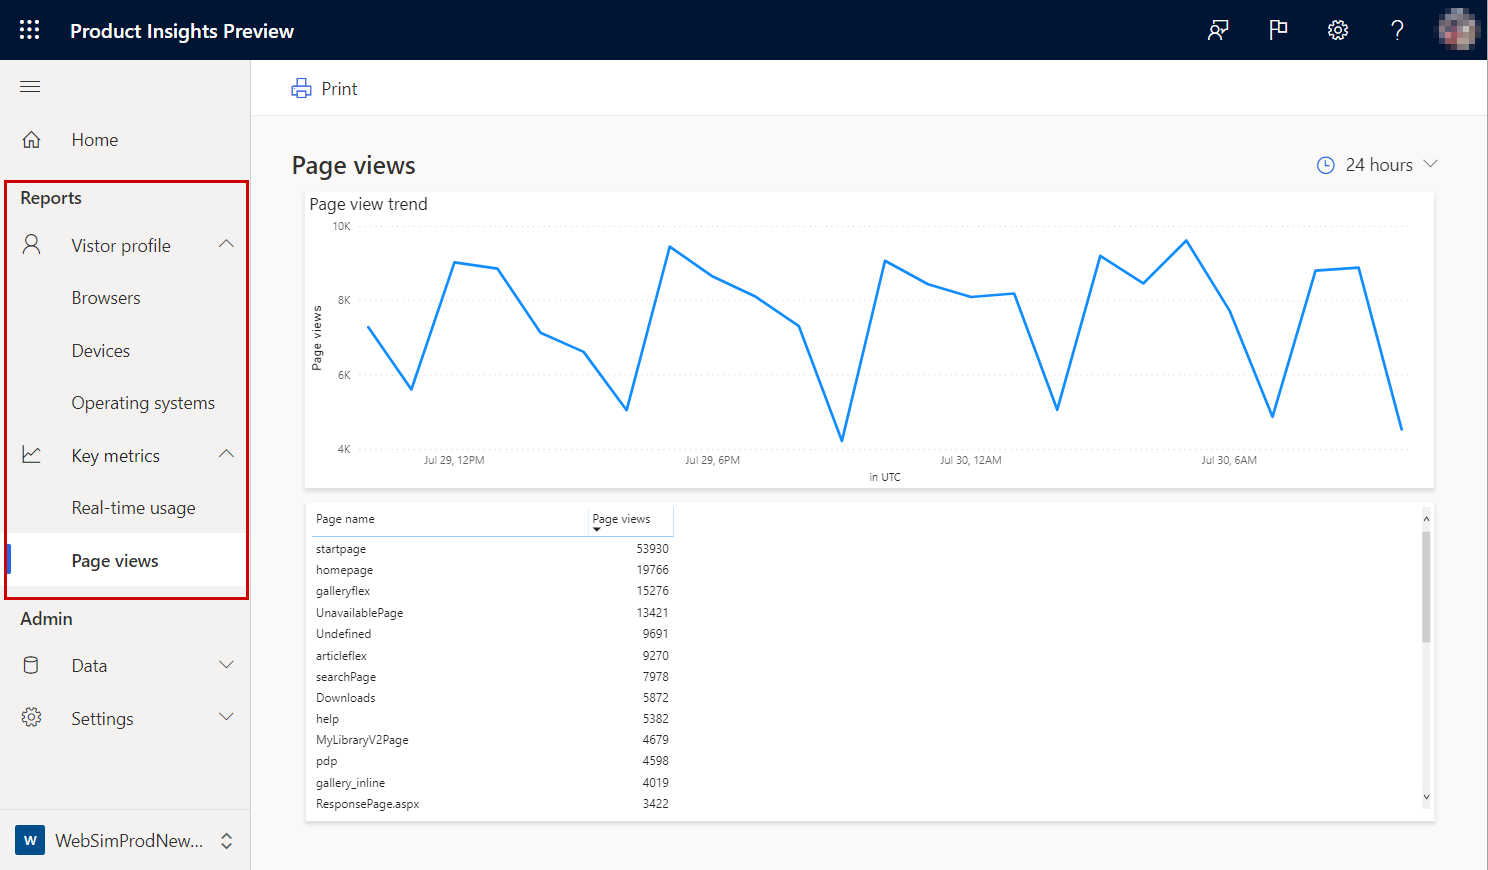 Product Insights Preview
Print
Home
Reports
Vistor profile
Browsers
Devices
Operating systems
Key metrics
Real-time usage
Page views
Admin
Data
Settings
W WebSimProdNew...
Page views
24 hours
Page view trend
Page views
10K
8K
6K
4K
Jul 29, 12PM Jul 29, 6PM Jul 30, 12AM Jul 30, 6AM
in UTC
Page name Page views
startpage 53930
homepage 19766
galleryflex 15276
UnavailablePage 13421
Undefined 9691
articleflex 9270
searchPage 7978
Downloads 5872
help 5382
MyLibraryV2Page 4679
pdp 4598
gallery_inline 4019
ResponsePage.aspx 3422